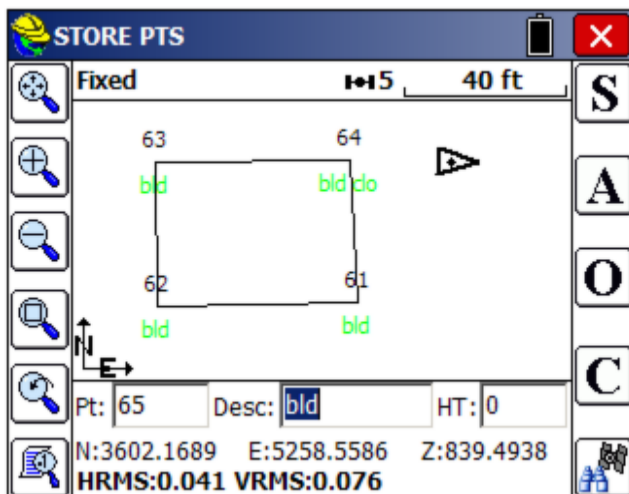 STORE PTS
Fixed 5 40 ft
S
63 64
bld bld clo
A
62 61
bld bld
O
N
E
C
Pt: 65 Desc: bld HT: 0
N:3602.1689 E:5258.5586 Z:839.4938
HRMS:0.041 VRMS:0.076